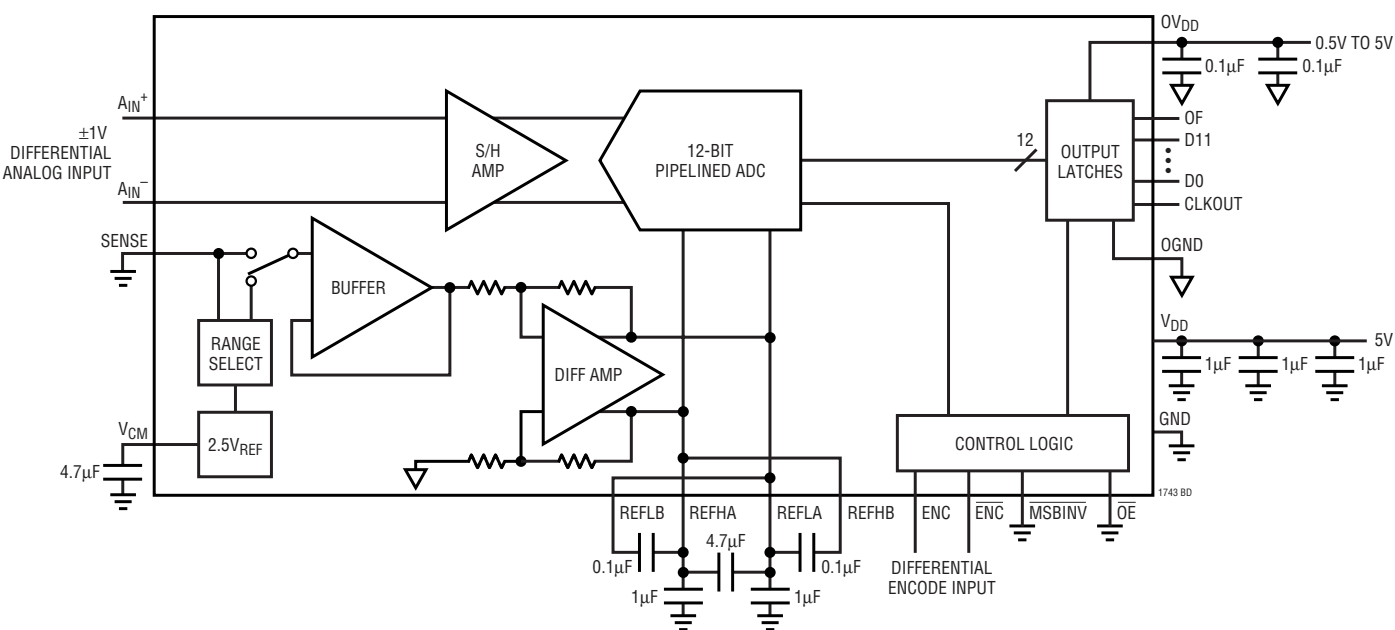 OVDD
0.5V TO 5V
0.1µF
0.1µF
AIN+
±1V
DIFFERENTIAL
ANALOG INPUT
AIN−
S/H
AMP
12-BIT
PIPELINED ADC
12
OUTPUT
LATCHES
OF
D11
D0
CLKOUT
OGND
SENSE
BUFFER
RANGE
SELECT
DIFF AMP
VDD
5V
1µF
1µF
1µF
GND
VCM
2.5VREF
4.7µF
CONTROL LOGIC
1743 BD
REFLB
REFHA
REFLA
REFHB
ENC
E̅N̅C̅
M̅S̅B̅I̅N̅V̅
O̅E̅
4.7µF
0.1µF
0.1µF
1µF
1µF
DIFFERENTIAL
ENCODE INPUT